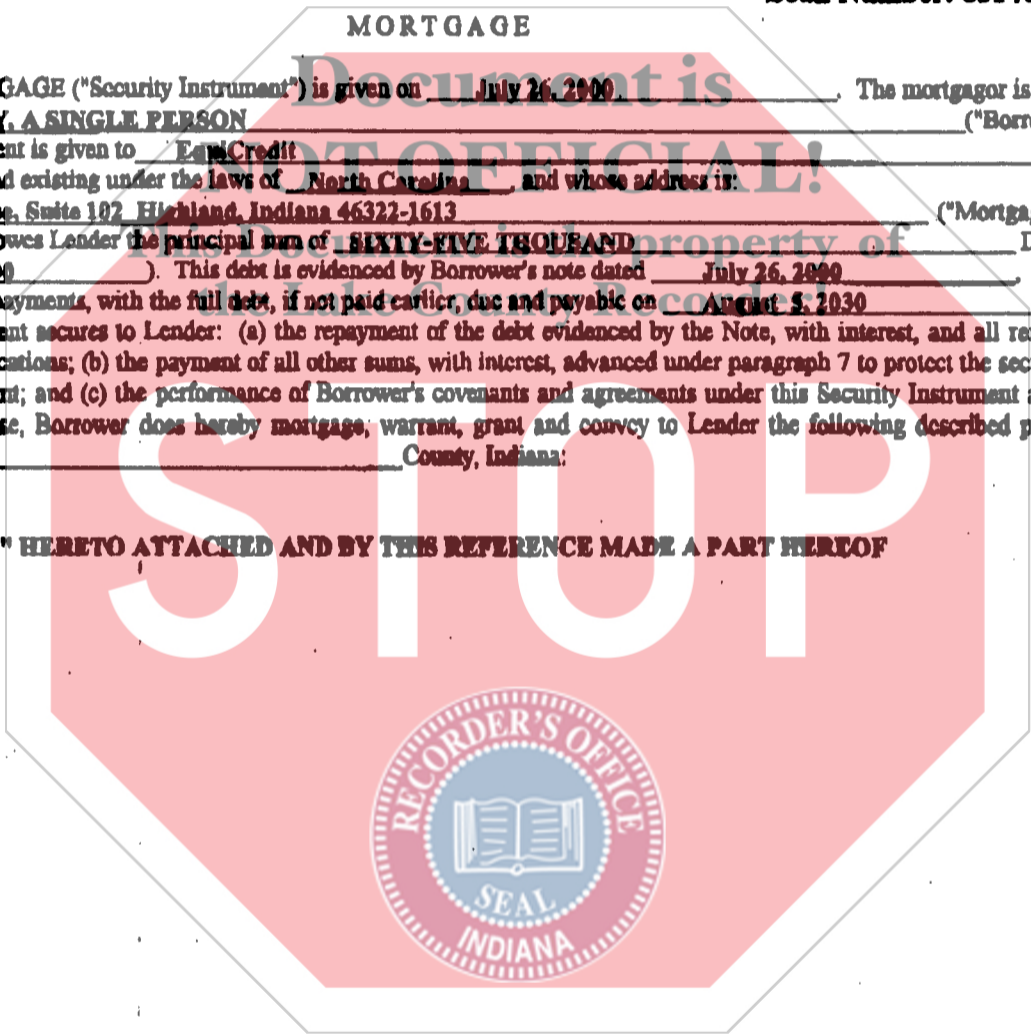 MORTGAGE
GAGE ("Security Instrument") is given on July 26, 2000. The mortgagor is
Y, A SINGLE PERSON ("Borro
ent is given to EquiCredit
d existing under the laws of North Carolina, and whose address is:
e, Suite 102 Highland, Indiana 46322-1613 ("Mortga
owes Lender the principal sum of SIXTY-FIVE THOUSAND D
0 ). This debt is evidenced by Borrower's note dated July 26, 2000,
ayments, with the full debt, if not paid earlier, due and payable on August 5, 2030
ent secures to Lender: (a) the repayment of the debt evidenced by the Note, with interest, and all re
cations; (b) the payment of all other sums, with interest, advanced under paragraph 7 to protect the sec
nt; and (c) the performance of Borrower's covenants and agreements under this Security Instrument a
se, Borrower does hereby mortgage, warrant, grant and convey to Lender the following described p
County, Indiana:
" HERETO ATTACHED AND BY THIS REFERENCE MADE A PART HEREOF
Document is
NOT OFFICIAL!
This Document is the property of
the Lake County Recorder!
STOP
RECORDER'S OFFICE
SEAL
INDIANA